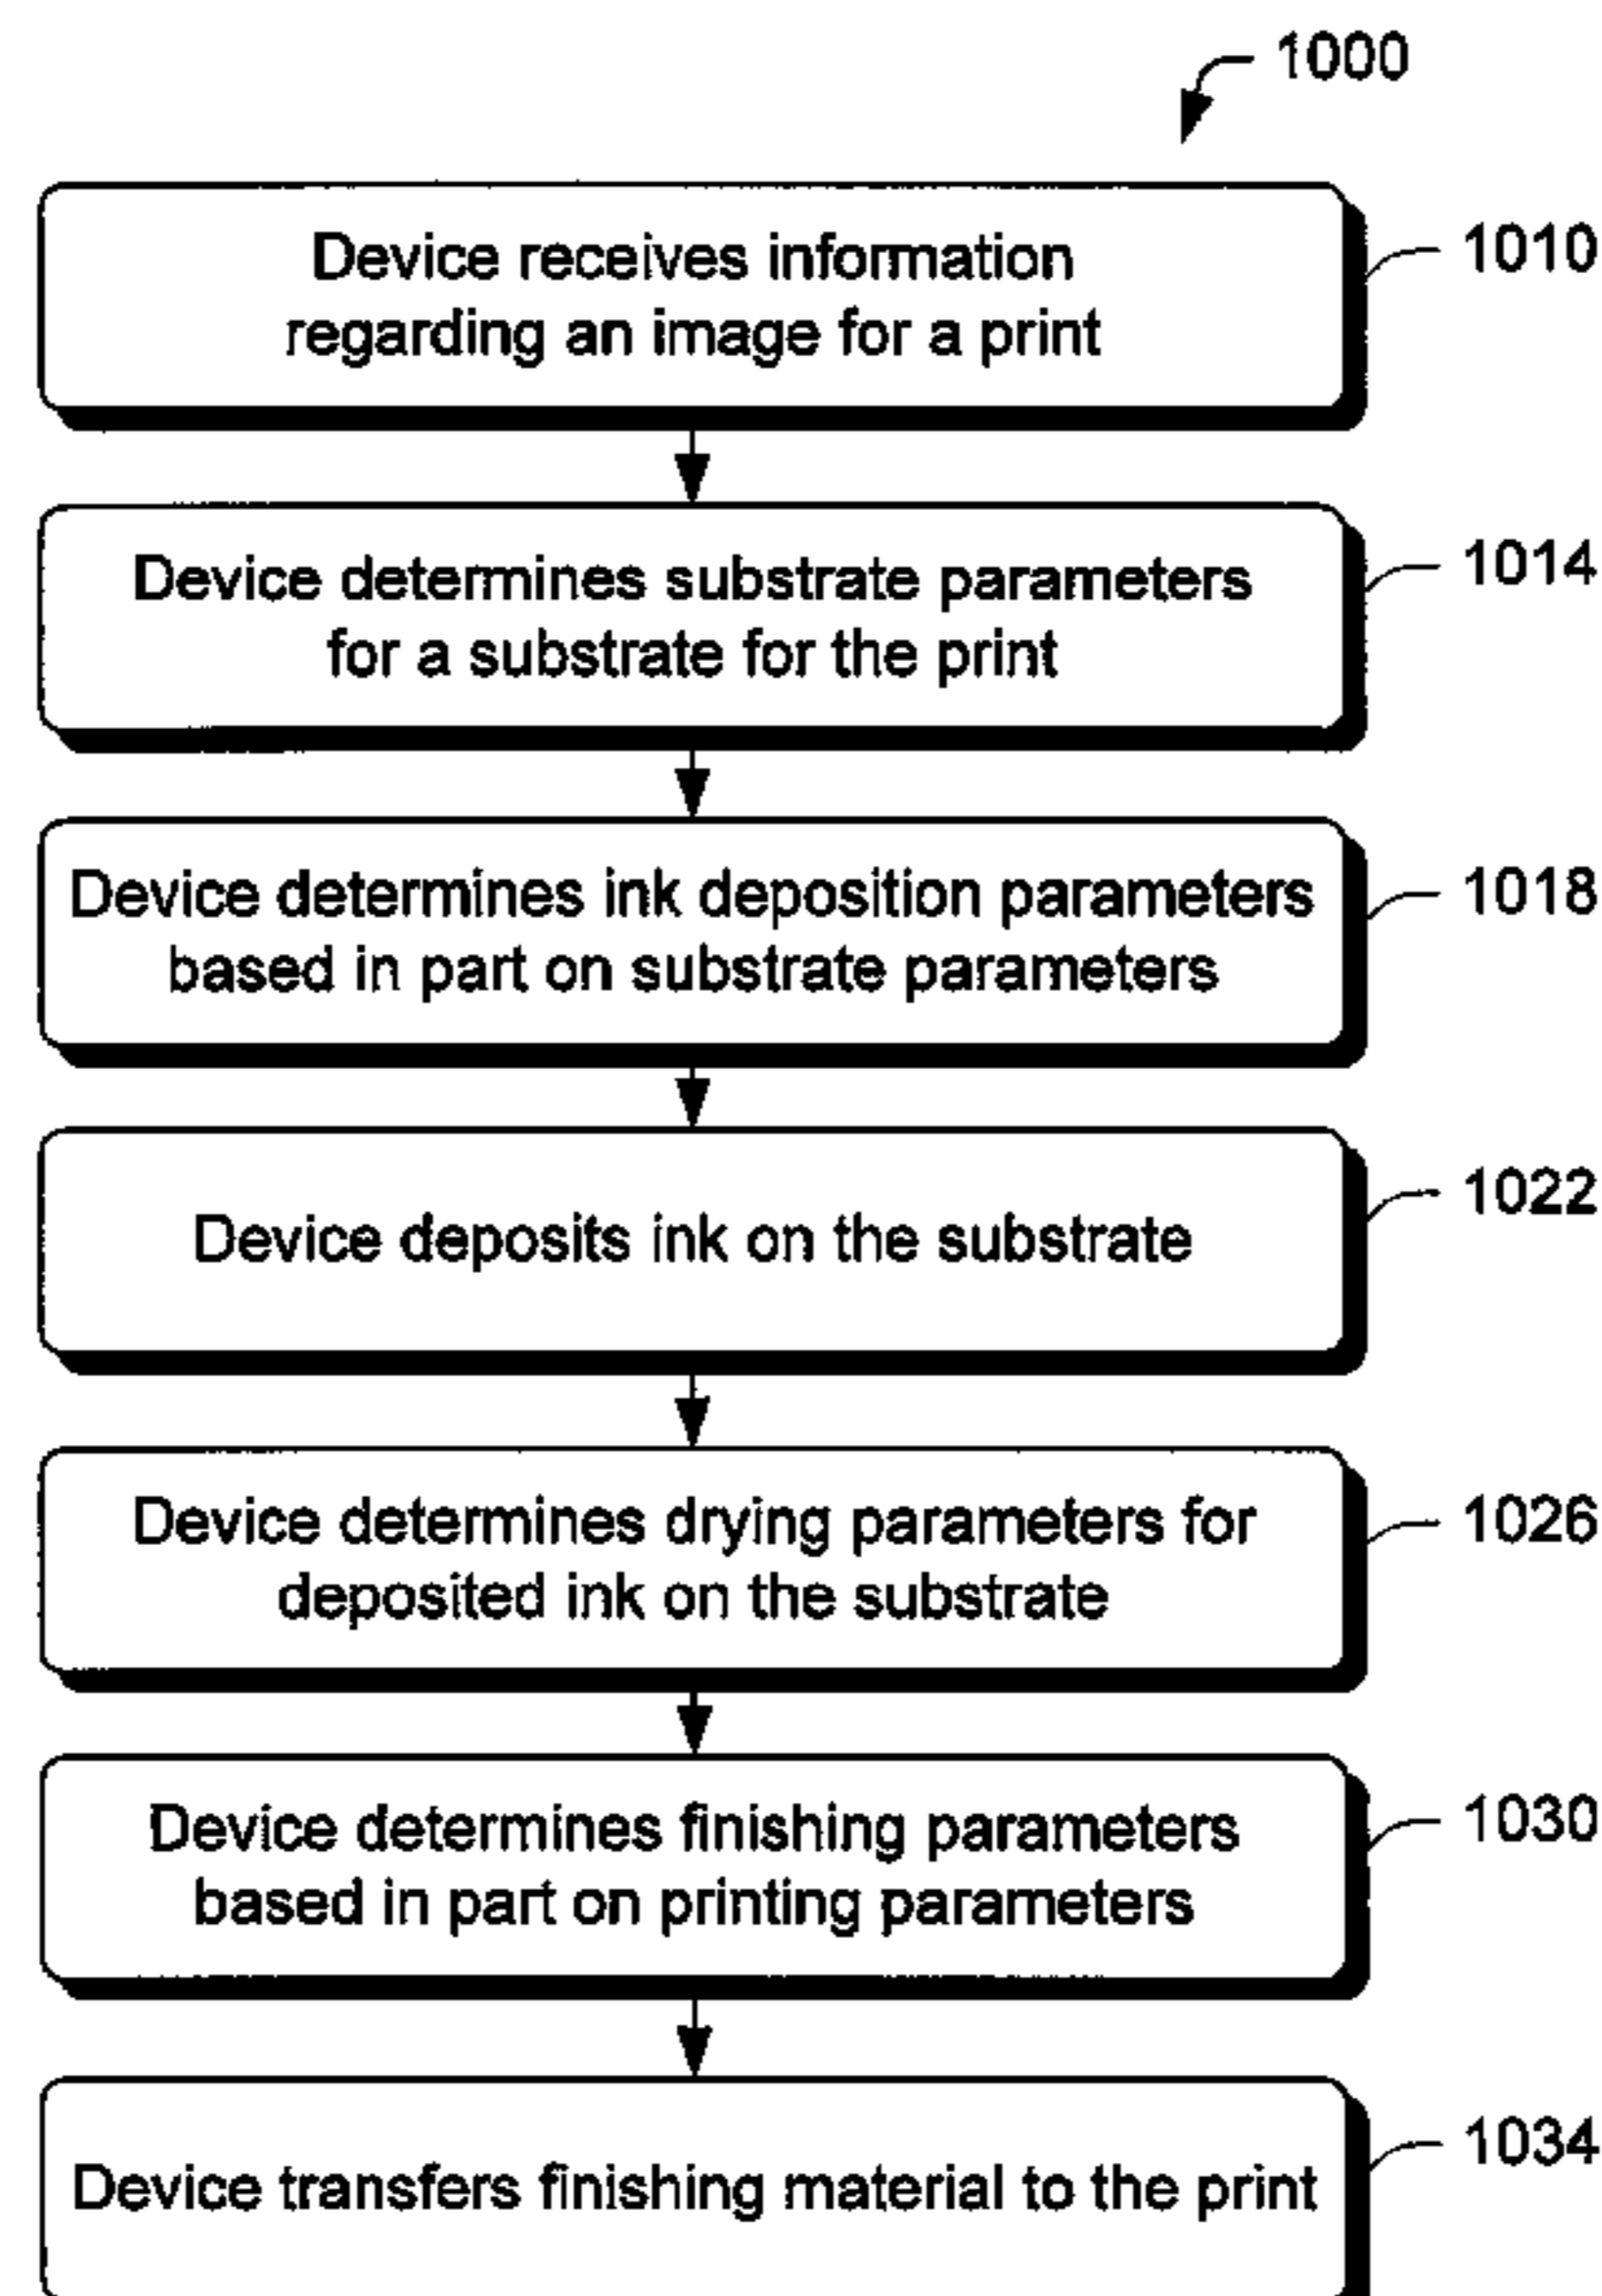 1000
Device receives information
regarding an image for a print
1010
Device determines substrate parameters
for a substrate for the print
1014
Device determines ink deposition parameters
based in part on substrate parameters
1018
Device deposits ink on the substrate
1022
Device determines drying parameters for
deposited ink on the substrate
1026
Device determines finishing parameters
based in part on printing parameters
1030
Device transfers finishing material to the print
1034